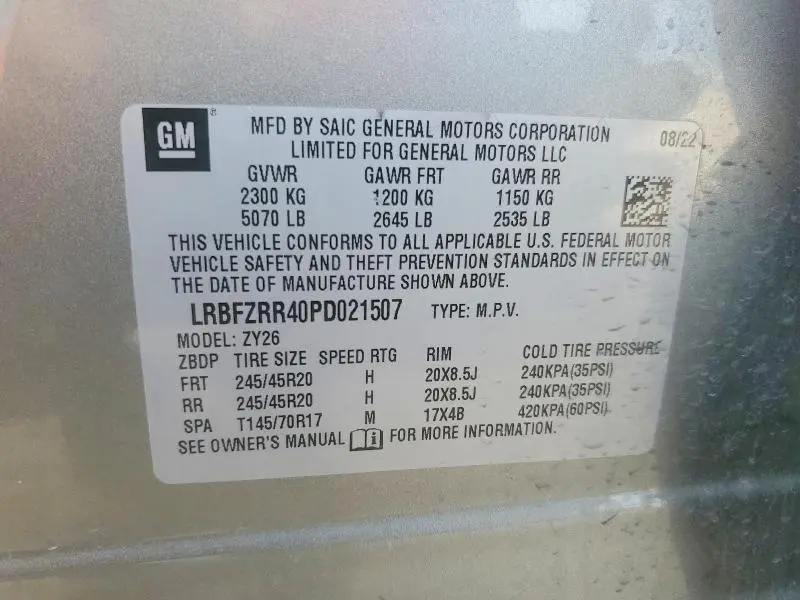 GM ®
MFD BY SAIC GENERAL MOTORS CORPORATION 08/22
LIMITED FOR GENERAL MOTORS LLC
GVWR GAWR FRT GAWR RR
2300 KG 1200 KG 1150 KG
5070 LB 2645 LB 2535 LB
THIS VEHICLE CONFORMS TO ALL APPLICABLE U.S. FEDERAL MOTOR
VEHICLE SAFETY AND THEFT PREVENTION STANDARDS IN EFFECT ON
THE DATE OF MANUFACTURE SHOWN ABOVE.
LRBFZRR40PD021507 TYPE: M.P.V.
MODEL: ZY26
ZBDP TIRE SIZE SPEED RTG RIM COLD TIRE PRESSURE
FRT 245/45R20 H 20X8.5J 240KPA(35PSI)
RR 245/45R20 H 20X8.5J 240KPA(35PSI)
SPA T145/70R17 M 17X4B 420KPA(60PSI)
SEE OWNER'S MANUAL i FOR MORE INFORMATION.